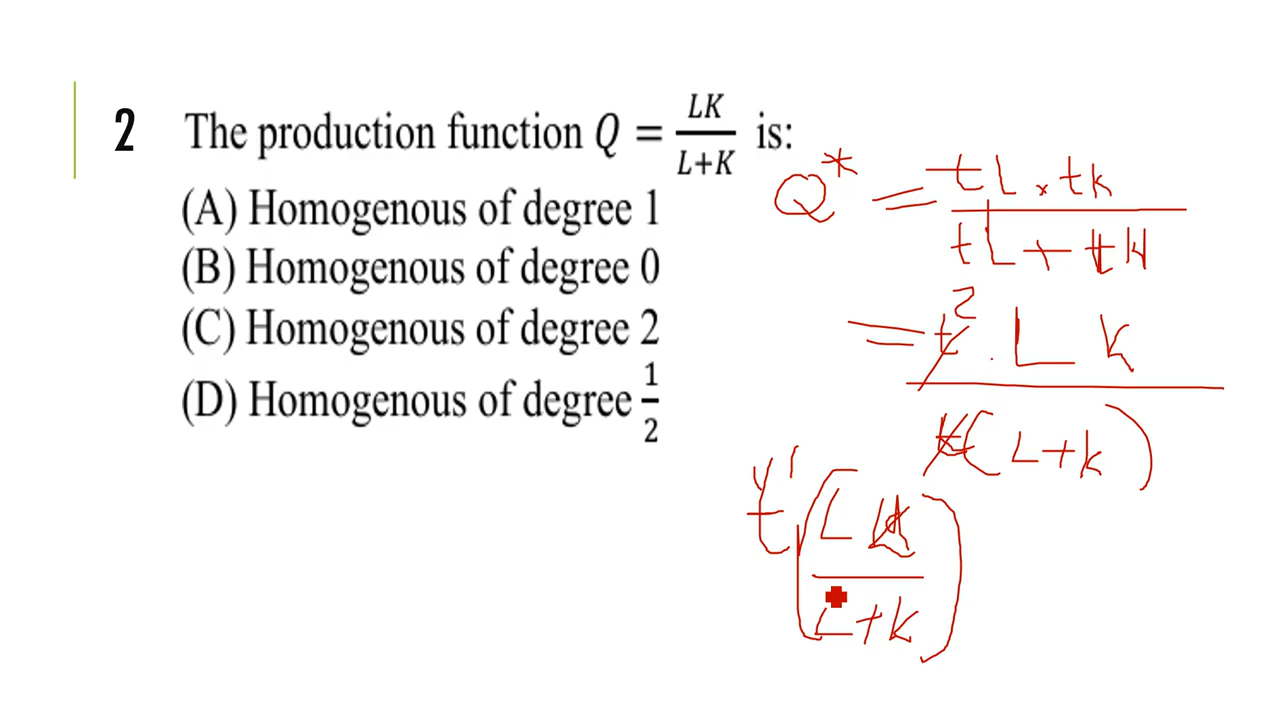 2 The production function Q = LK/(L+K) is:
(A) Homogenous of degree 1
(B) Homogenous of degree 0
(C) Homogenous of degree 2
(D) Homogenous of degree 1/2
Q* = (tL × tK)/(tL + tK)
= (t² . L K)/(t(L+K))
t¹ (LK/(L+K))